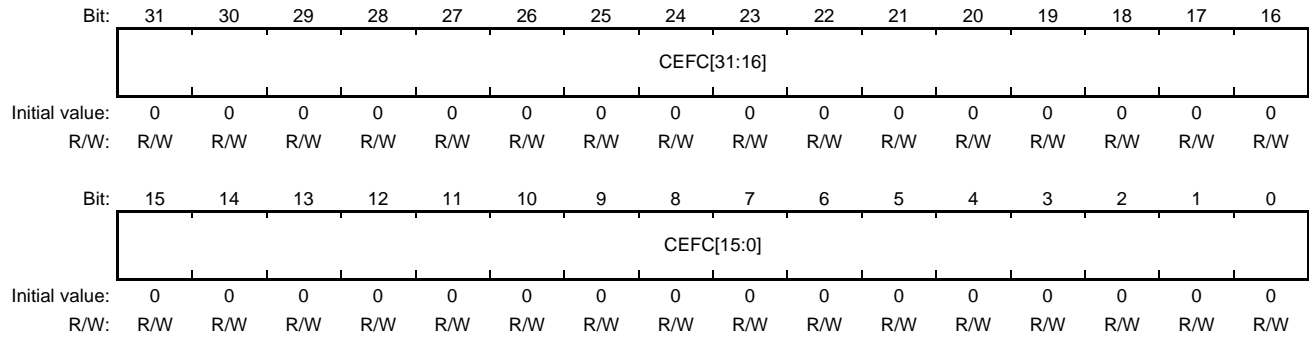 Bit: 31 30 29 28 27 26 25 24 23 22 21 20 19 18 17 16
CEFC[31:16]
Initial value: 0 0 0 0 0 0 0 0 0 0 0 0 0 0 0 0
R/W: R/W R/W R/W R/W R/W R/W R/W R/W R/W R/W R/W R/W R/W R/W R/W R/W
Bit: 15 14 13 12 11 10 9 8 7 6 5 4 3 2 1 0
CEFC[15:0]
Initial value: 0 0 0 0 0 0 0 0 0 0 0 0 0 0 0 0
R/W: R/W R/W R/W R/W R/W R/W R/W R/W R/W R/W R/W R/W R/W R/W R/W R/W